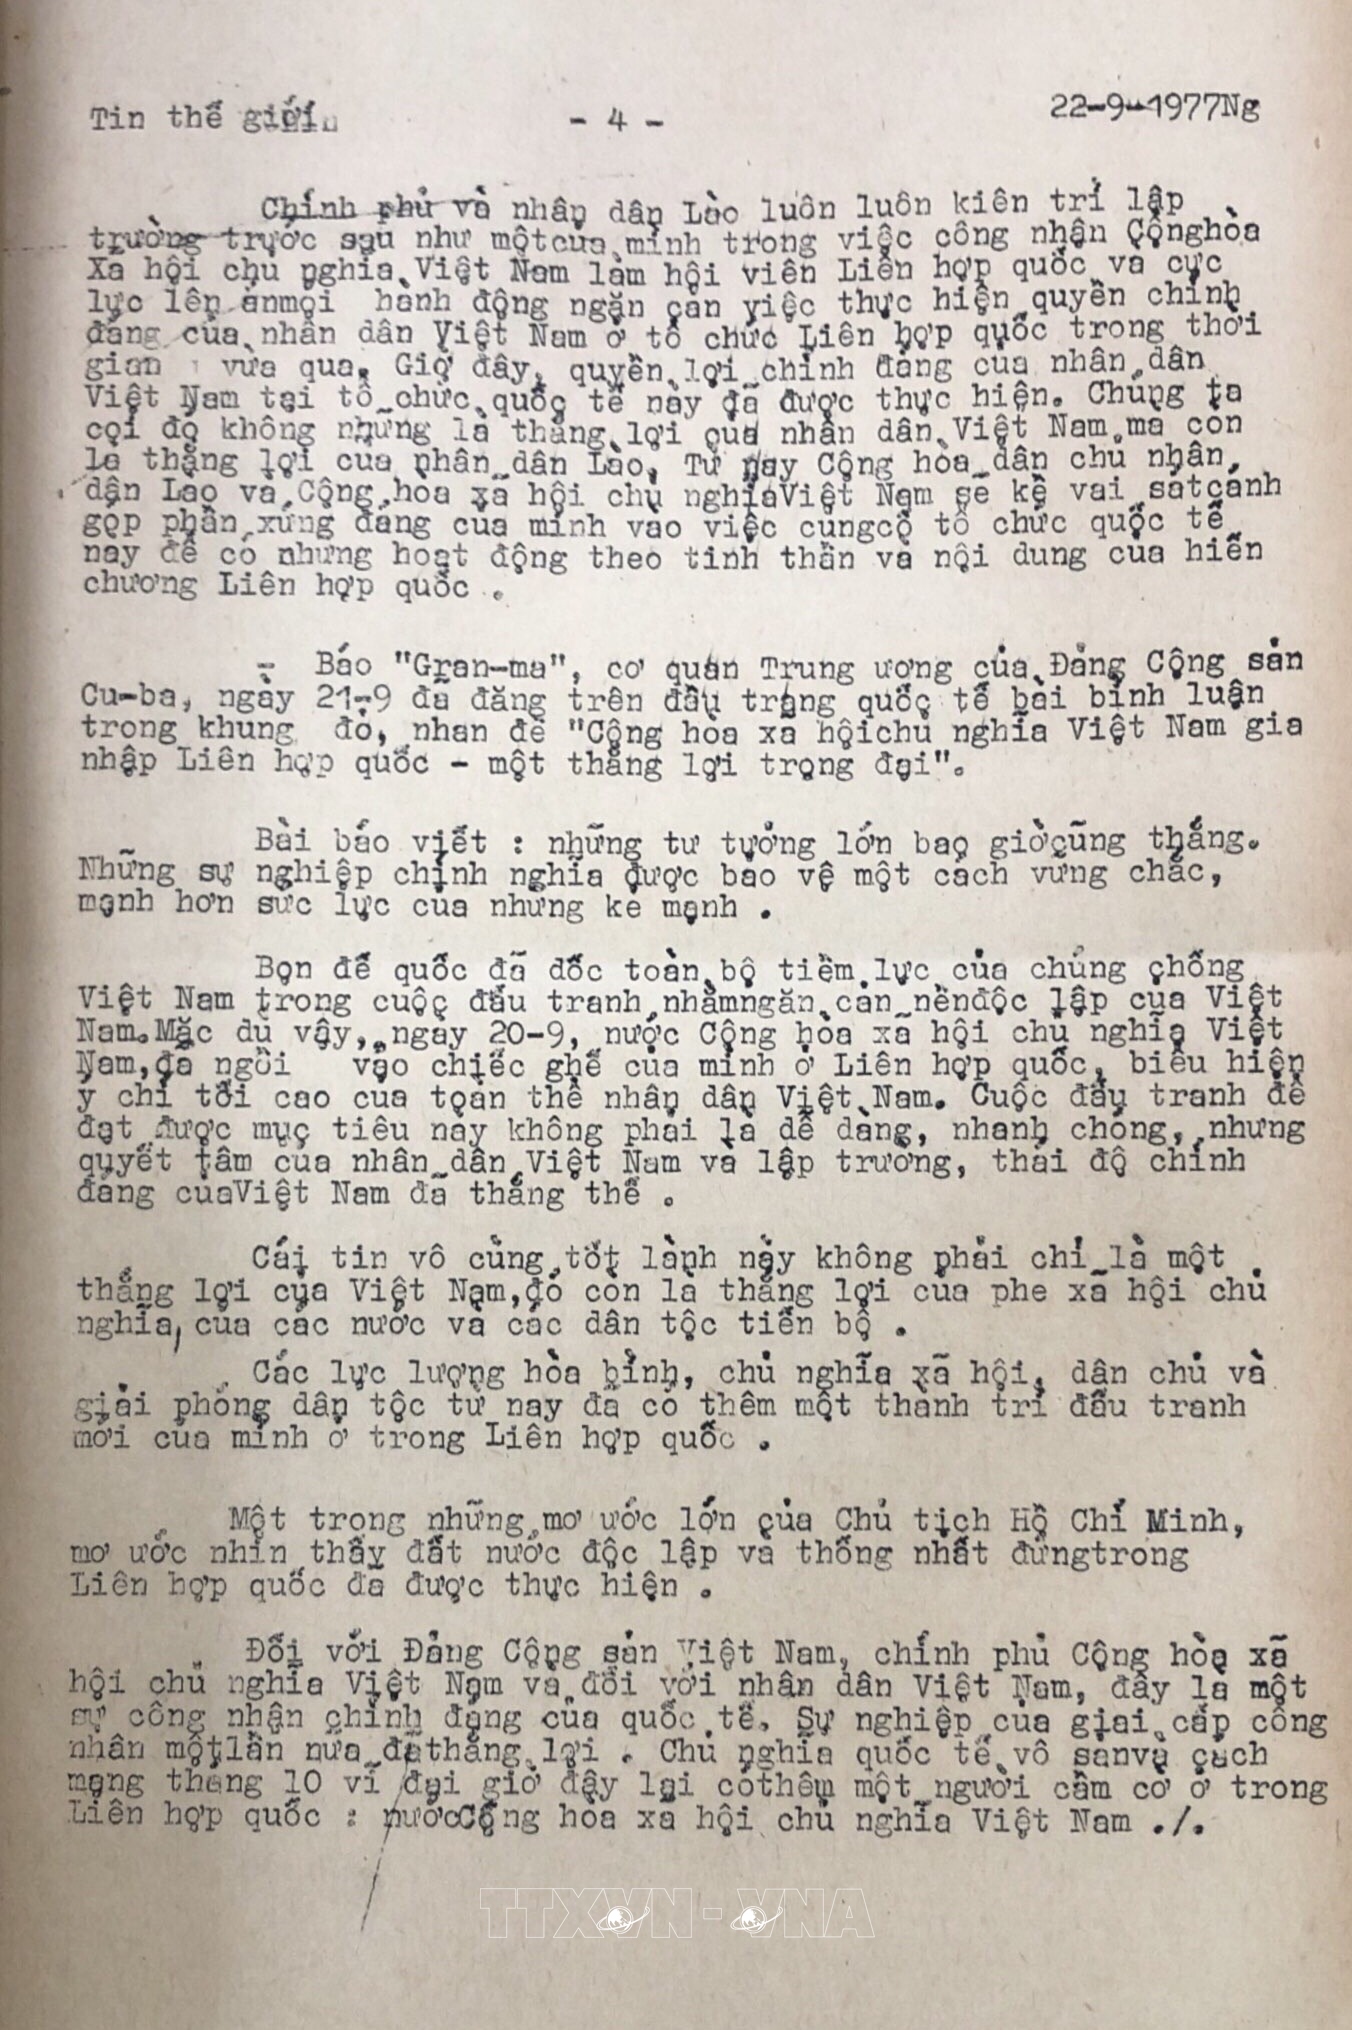 Tin thế giới
- 4 -
22-9-1977Ng
Chính phủ và nhân dân Lào luôn luôn kiên trì lập
trường trước sau như mộtcủa mình trong việc công nhận Cộnghòa
Xã hội chủ nghĩa Việt Nam làm hội viên Liên hợp quốc và cực
lực lên ánmọi hành động ngăn cản việc thực hiện quyền chính
đáng của nhân dân Việt Nam ở tổ chức Liên hợp quốc trong thời
gian vừa qua. Giờ đây, quyền lợi chính đáng của nhân dân
Việt Nam tại tổ chức quốc tế này đã được thực hiện. Chúng ta
coi đó không những là thắng lợi của nhân dân Việt Nam mà còn
là thắng lợi của nhân dân Lào. Từ nay Cộng hòa dân chủ nhân
dân Lào và Cộng hòa xã hội chủ nghĩaViệt Nam sẽ kề vai sátcánh
góp phần xứng đáng của mình vào việc củngcố tổ chức quốc tế
này để có những hoạt động theo tinh thần và nội dung của hiến
chương Liên hợp quốc .
- Báo "Gran-ma", cơ quan Trung ương của Đảng Cộng sản
Cu-ba, ngày 21-9 đã đăng trên đầu trang quốc tế bài bình luận
trong khung đỏ, nhan đề "Cộng hòa xã hộichủ nghĩa Việt Nam gia
nhập Liên hợp quốc - một thắng lợi trọng đại".
Bài báo viết : những tư tưởng lớn bao giờcũng thắng.
Những sự nghiệp chính nghĩa được bảo vệ một cách vững chắc,
mạnh hơn sức lực của những kẻ mạnh .
Bọn đế quốc đã dốc toàn bộ tiềm lực của chúng chống
Việt Nam trong cuộc đấu tranh nhằmngăn cản nềnđộc lập của Việt
Nam.Mặc dù vậy, ngày 20-9, nước Cộng hòa xã hội chủ nghĩa Việt
Nam,đã ngồi vào chiếc ghế của mình ở Liên hợp quốc, biểu hiện
ý chí tối cao của toàn thể nhân dân Việt Nam. Cuộc đấu tranh để
đạt được mục tiêu này không phải là dễ dàng, nhanh chóng, nhưng
quyết tâm của nhân dân Việt Nam và lập trường, thái độ chính
đáng củaViệt Nam đã thắng thế .
Cái tin vô cùng tốt lành này không phải chỉ là một
thắng lợi của Việt Nam,đó còn là thắng lợi của phe xã hội chủ
nghĩa, của các nước và các dân tộc tiến bộ .
Các lực lượng hòa bình, chủ nghĩa xã hội, dân chủ và
giải phóng dân tộc từ nay đã có thêm một thành trì đấu tranh
mới của mình ở trong Liên hợp quốc .
Một trong những mơ ước lớn của Chủ tịch Hồ Chí Minh,
mơ ước nhìn thấy đất nước độc lập và thống nhất đứngtrong
Liên hợp quốc đã được thực hiện .
Đối với Đảng Cộng sản Việt Nam, chính phủ Cộng hòa xã
hội chủ nghĩa Việt Nam và đối với nhân dân Việt Nam, đây là một
sự công nhận chính đáng của quốc tế. Sự nghiệp của giai cấp công
nhân mộtlần nữa đãthắng lợi . Chủ nghĩa quốc tế vô sảnvà cách
mạng tháng 10 vĩ đại giờ đây lại cóthêm một người cầm cờ ở trong
Liên hợp quốc : nướcCộng hòa xã hội chủ nghĩa Việt Nam ./.
TTXVN-VNA